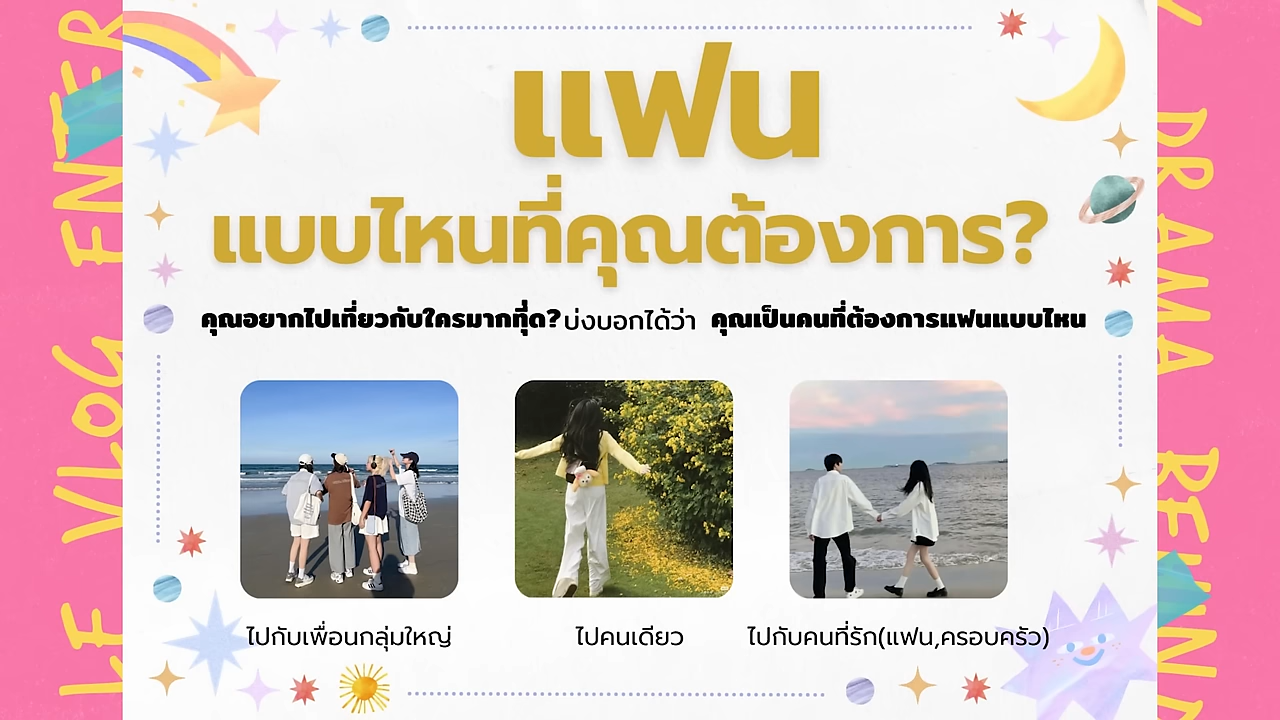 แฟน
แบบไหนที่คุณต้องการ?
คุณอยากไปเที่ยวกับใครมากทีุ่ด? บ่งบอกได้ว่า คุณเป็นคนที่ต้องการแฟนแบบไหน
ไปกับเพื่อนกลุ่มใหญ่
ไปคนเดียว
ไปกับคนที่รัก(แฟน,ครอบครัว)
VLOG
DRAMA